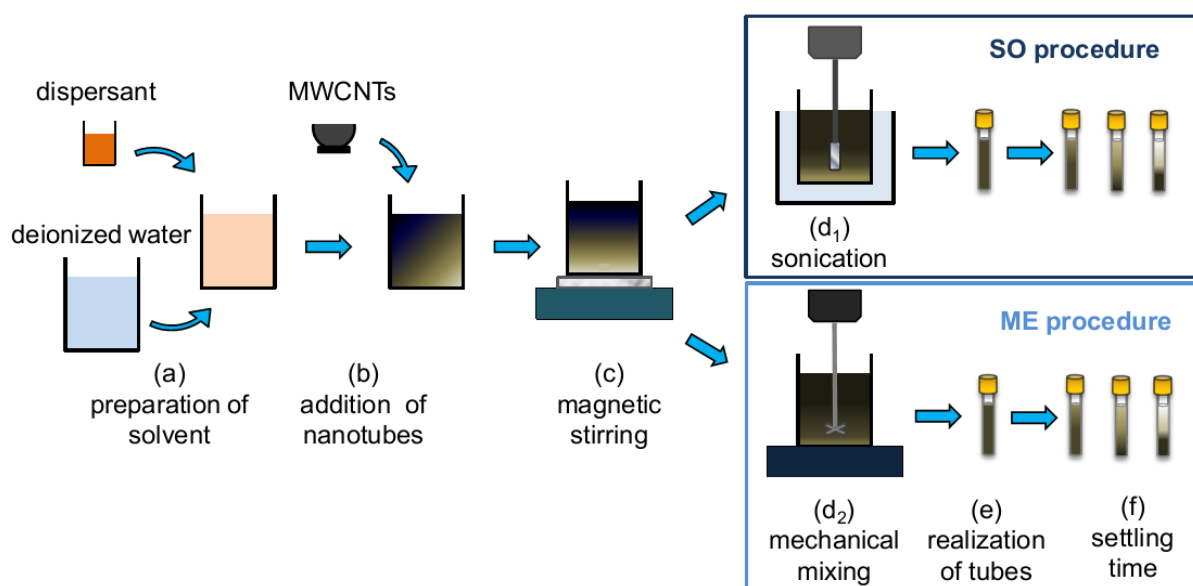 dispersant
MWCNTs
deionized water
(a)
preparation of
solvent
(b)
addition of
nanotubes
(c)
magnetic
stirring
SO procedure
(d₁)
sonication
ME procedure
(d₂)
mechanical
mixing
(e)
realization
of tubes
(f)
settling
time